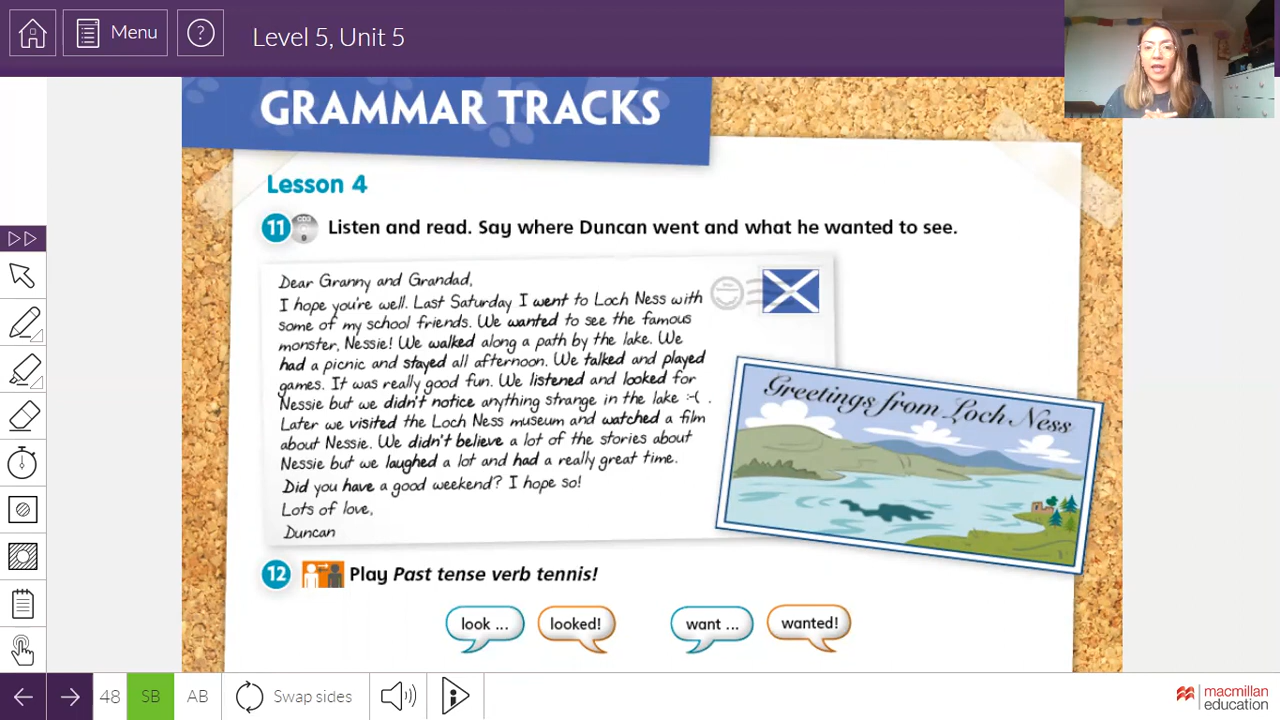 Menu
?
Level 5, Unit 5
GRAMMAR TRACKS
Lesson 4
11 CD3 Listen and read. Say where Duncan went and what he wanted to see.
Dear Granny and Grandad,
I hope you're well. Last Saturday I went to Loch Ness with
some of my school friends. We wanted to see the famous
monster, Nessie! We walked along a path by the lake. We
had a picnic and stayed all afternoon. We talked and played
games. It was really good fun. We listened and looked for
Nessie but we didn't notice anything strange in the lake :-( .
Later we visited the Loch Ness museum and watched a film
about Nessie. We didn't believe a lot of the stories about
Nessie but we laughed a lot and had a really great time.
Did you have a good weekend? I hope so!
Lots of love,
Duncan
Greetings from Loch Ness
12 Play Past tense verb tennis!
look ... looked! want ... wanted!
48 SB AB Swap sides
macmillan
education